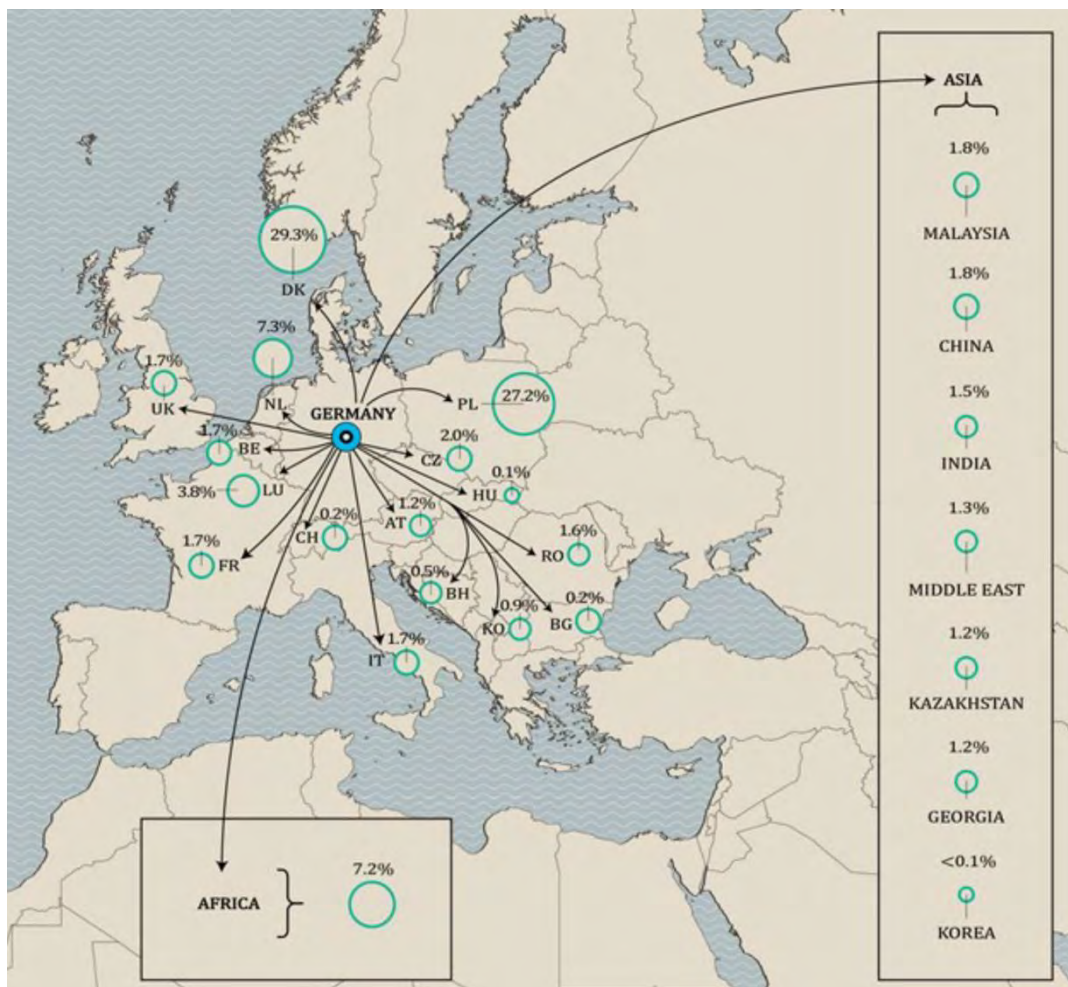 ASIA
1.8%
MALAYSIA
1.8%
CHINA
1.5%
INDIA
1.3%
MIDDLE EAST
1.2%
KAZAKHSTAN
1.2%
GEORGIA
<0.1%
KOREA
29.3%
DK
7.3%
NL
1.7%
UK
GERMANY
PL
27.2%
1.7%
BE
2.0%
CZ
3.8%
LU
0.1%
HU
0.2%
CH
1.2%
AT
1.7%
FR
1.6%
RO
0.5%
BH
0.9%
KO
0.2%
BG
1.7%
IT
7.2%
AFRICA